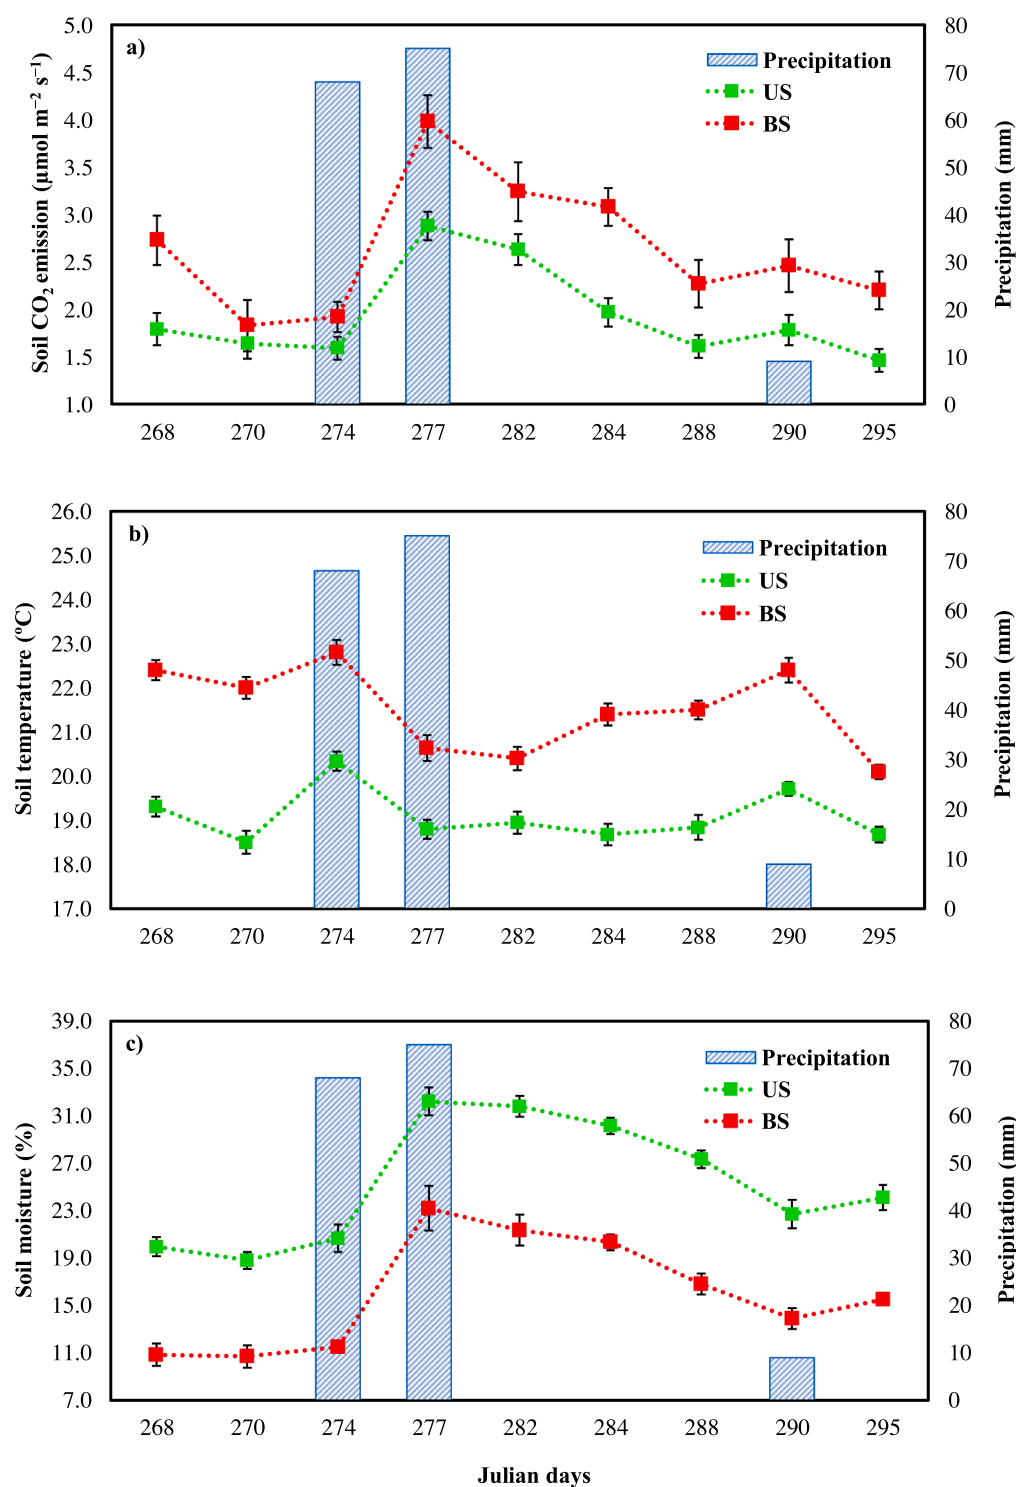 a)
Precipitation
US
BS
Soil CO₂ emission (μmol m⁻² s⁻¹)
5.0
4.5
4.0
3.5
3.0
2.5
2.0
1.5
1.0
Precipitation (mm)
80
70
60
50
40
30
20
10
0
268 270 274 277 282 284 288 290 295
b)
Precipitation
US
BS
Soil temperature (ºC)
26.0
25.0
24.0
23.0
22.0
21.0
20.0
19.0
18.0
17.0
Precipitation (mm)
80
70
60
50
40
30
20
10
0
268 270 274 277 282 284 288 290 295
c)
Precipitation
US
BS
Soil moisture (%)
39.0
35.0
31.0
27.0
23.0
19.0
15.0
11.0
7.0
Precipitation (mm)
80
70
60
50
40
30
20
10
0
268 270 274 277 282 284 288 290 295
Julian days